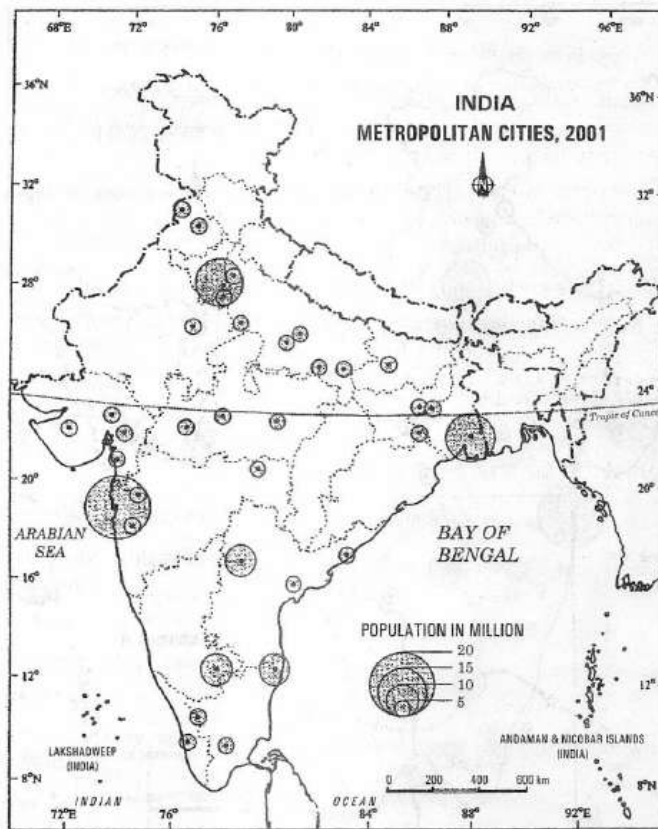 68°E 72° 76° 80° 84° 88° 92° 96°E
36°N
36°N
INDIA
METROPOLITAN CITIES, 2001
N
32°
32°
28°
28°
24°
24°
Tropic of Cancer
20°
20°
ARABIAN
SEA
BAY OF
BENGAL
16°
16°
POPULATION IN MILLION
20
15
10
5
12°
12°
LAKSHADWEEP
(INDIA)
ANDAMAN & NICOBAR ISLANDS
(INDIA)
0 200 400 600 km
8°N
8°N
INDIAN OCEAN
72°E 76° 80° 84° 88° 92°E